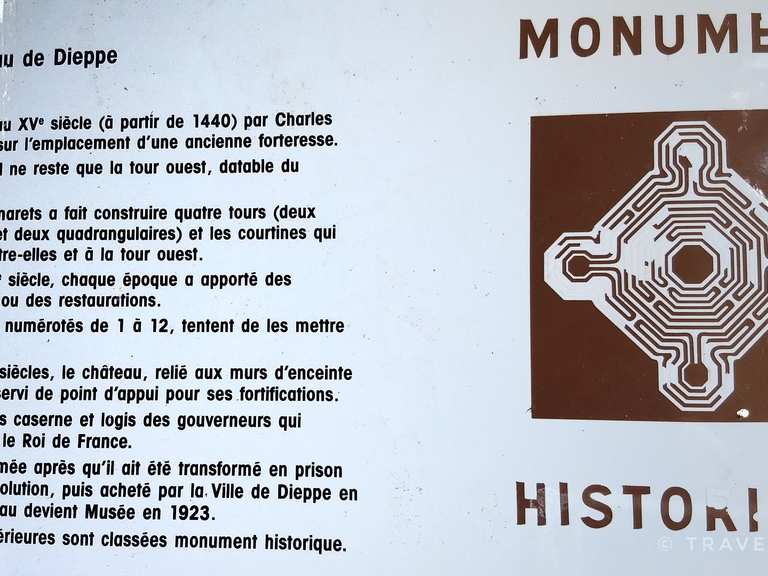 de Dieppe
XVe siècle (à partir de 1440) par Charles
sur l'emplacement d'une ancienne forteresse.
ne reste que la tour ouest, datable du
marets a fait construire quatre tours (deux
et deux quadrangulaires) et les courtines qui
tre-elles et à la tour ouest.
siècle, chaque époque a apporté des
ou des restaurations.
numérotés de 1 à 12, tentent de les mettre
siècles, le château, relié aux murs d'enceinte
servi de point d'appui pour ses fortifications.
s caserne et logis des gouverneurs qui
le Roi de France.
mée après qu'il ait été transformé en prison
olution, puis acheté par la Ville de Dieppe en
au devient Musée en 1923.
érieures sont classées monument historique.
MONUME
HISTORI
© TRAVE